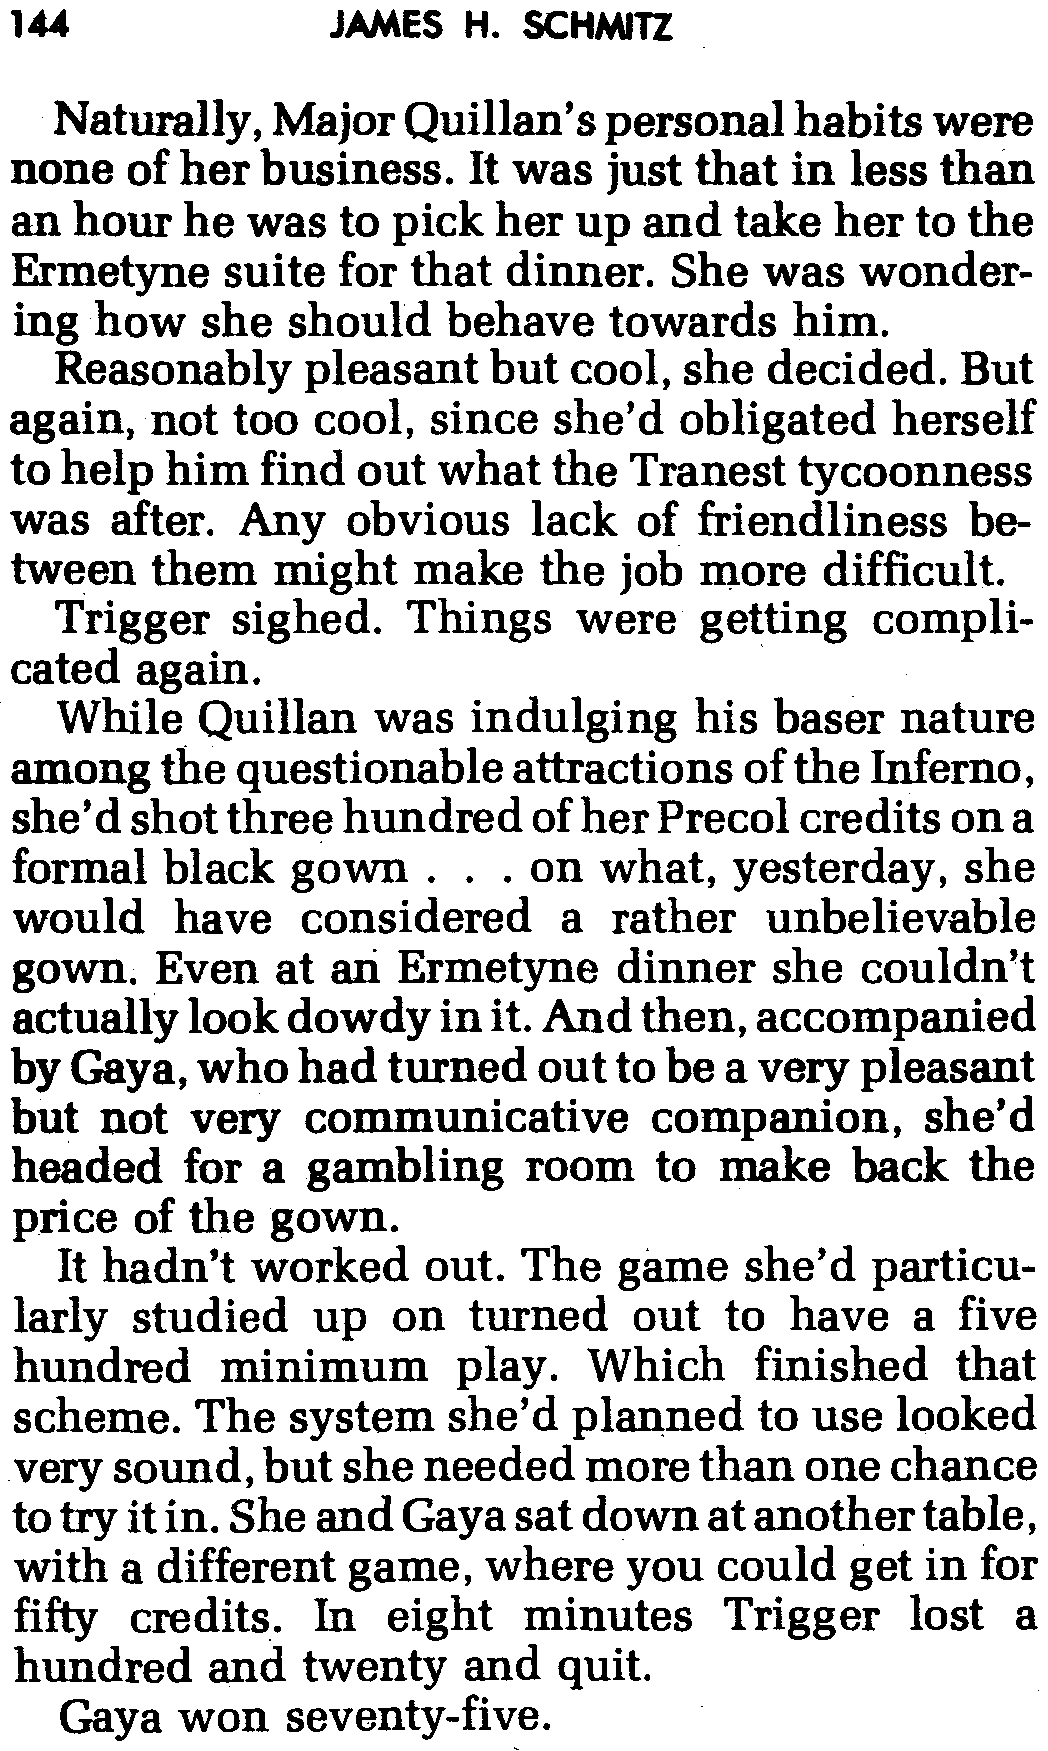 144 JAMES H. SCHMITZ
Naturally, Major Quillan's personal habits were
none of her business. It was just that in less than
an hour he was to pick her up and take her to the
Ermetyne suite for that dinner. She was wonder-
ing how she should behave towards him.
Reasonably pleasant but cool, she decided. But
again, not too cool, since she'd obligated herself
to help him find out what the Tranest tycoonness
was after. Any obvious lack of friendliness be-
tween them might make the job more difficult.
Trigger sighed. Things were getting compli-
cated again.
While Quillan was indulging his baser nature
among the questionable attractions of the Inferno,
she'd shot three hundred of her Precol credits on a
formal black gown . . . on what, yesterday, she
would have considered a rather unbelievable
gown. Even at an Ermetyne dinner she couldn't
actually look dowdy in it. And then, accompanied
by Gaya, who had turned out to be a very pleasant
but not very communicative companion, she'd
headed for a gambling room to make back the
price of the gown.
It hadn't worked out. The game she'd particu-
larly studied up on turned out to have a five
hundred minimum play. Which finished that
scheme. The system she'd planned to use looked
very sound, but she needed more than one chance
to try it in. She and Gaya sat down at another table,
with a different game, where you could get in for
fifty credits. In eight minutes Trigger lost a
hundred and twenty and quit.
Gaya won seventy-five.